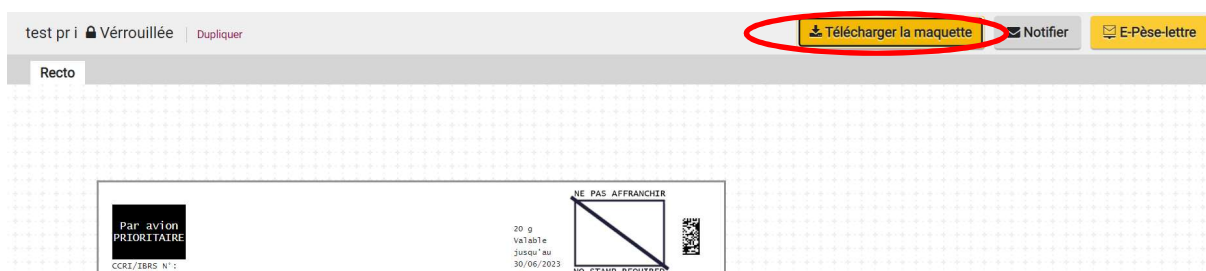 test pr i Vérrouillée Dupliquer Télécharger la maquette Notifier E-Pèse-lettre
Recto
NE PAS AFFRANCHIR
Par avion
PRIORITAIRE
20 g
Valable
jusqu'au
30/06/2023
NO STAMP REQUIRED
CCRI/IBRS N°: